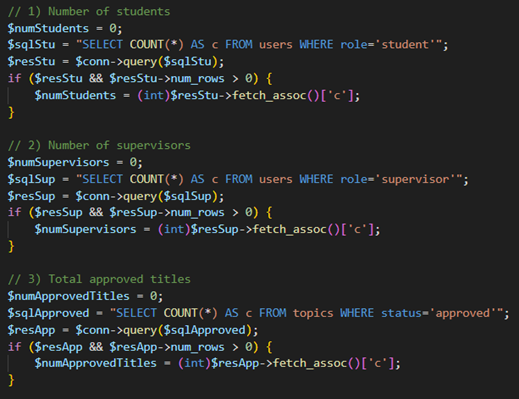 // 1) Number of students
$numStudents = 0;
$sqlStu = "SELECT COUNT(*) AS c FROM users WHERE role='student'";
$resStu = $conn->query($sqlStu);
if ($resStu && $resStu->num_rows > 0) {
    $numStudents = (int)$resStu->fetch_assoc()['c'];
}

// 2) Number of supervisors
$numSupervisors = 0;
$sqlSup = "SELECT COUNT(*) AS c FROM users WHERE role='supervisor'";
$resSup = $conn->query($sqlSup);
if ($resSup && $resSup->num_rows > 0) {
    $numSupervisors = (int)$resSup->fetch_assoc()['c'];
}

// 3) Total approved titles
$numApprovedTitles = 0;
$sqlApproved = "SELECT COUNT(*) AS c FROM topics WHERE status='approved'";
$resApp = $conn->query($sqlApproved);
if ($resApp && $resApp->num_rows > 0) {
    $numApprovedTitles = (int)$resApp->fetch_assoc()['c'];
}